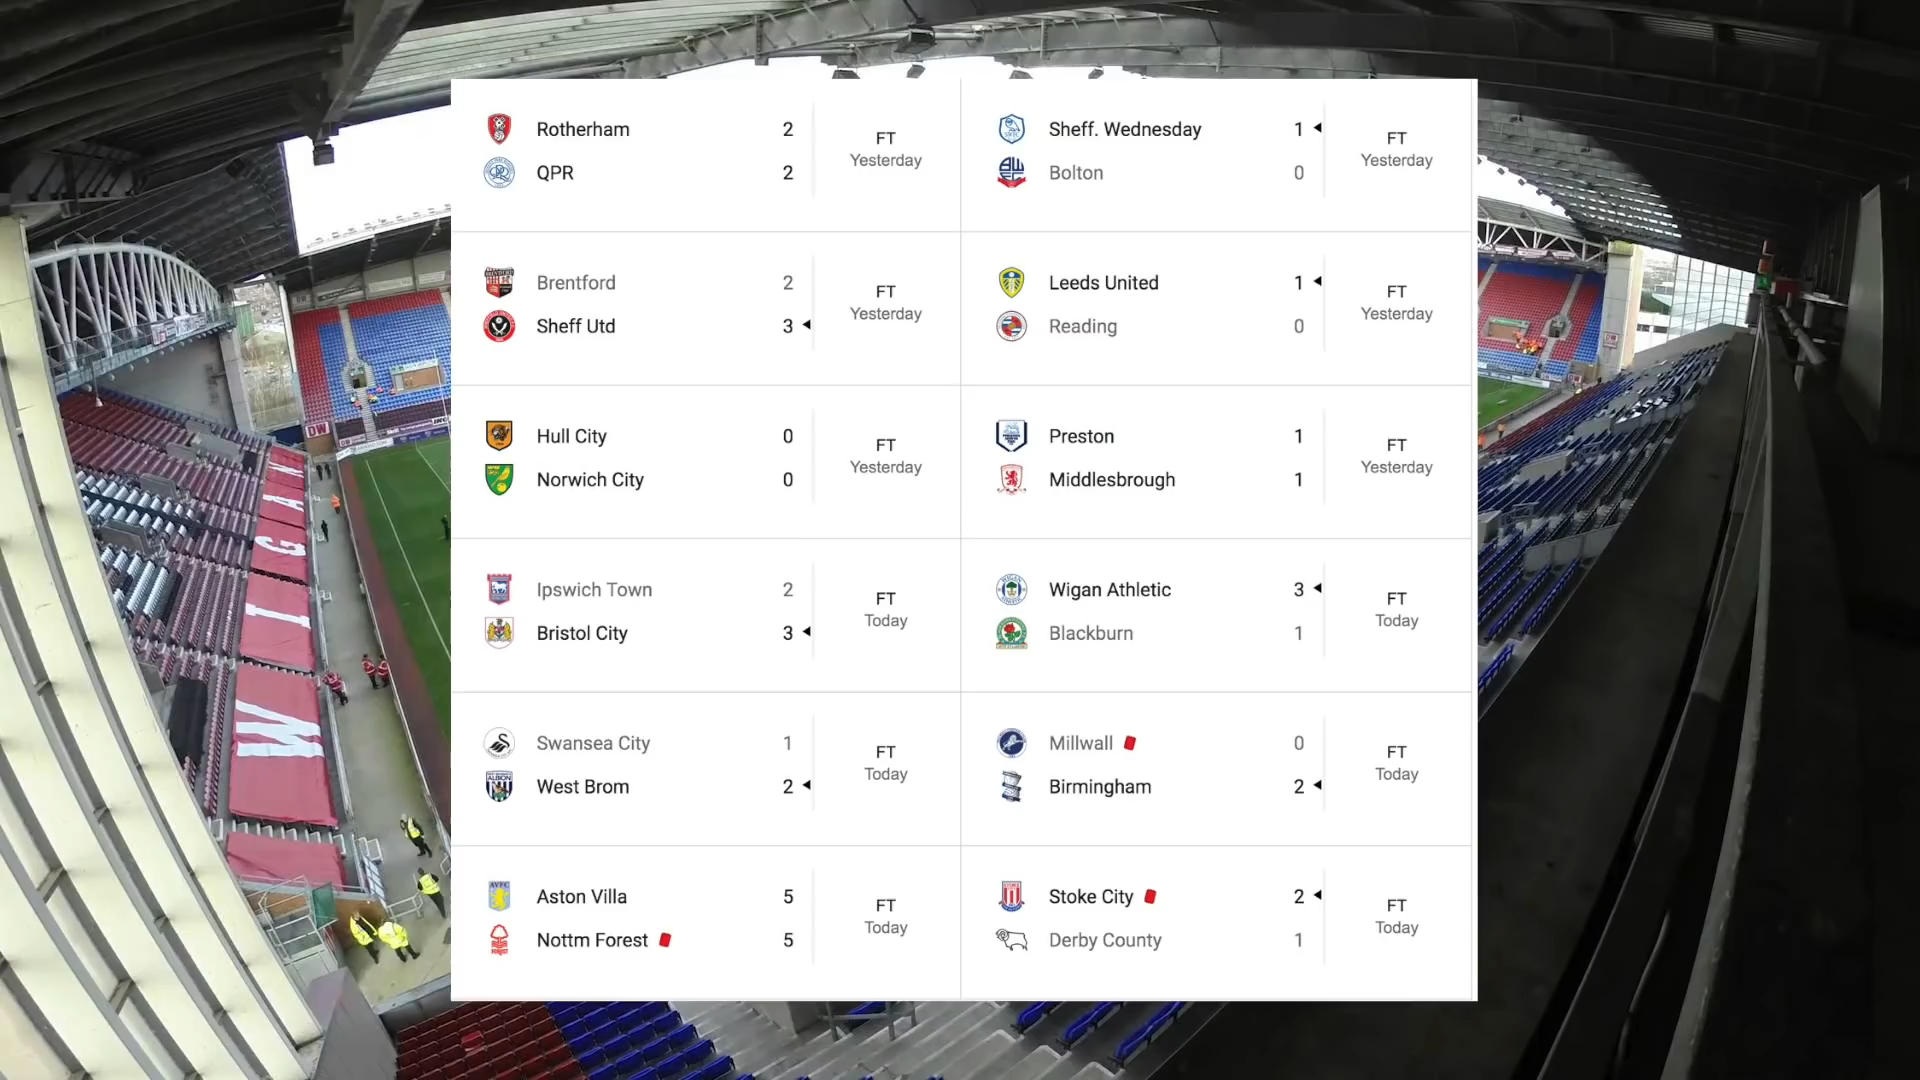 Rotherham 2
QPR 2
FT
Yesterday
Sheff. Wednesday 1
Bolton 0
FT
Yesterday
Brentford 2
Sheff Utd 3
FT
Yesterday
Leeds United 1
Reading 0
FT
Yesterday
Hull City 0
Norwich City 0
FT
Yesterday
Preston 1
Middlesbrough 1
FT
Yesterday
Ipswich Town 2
Bristol City 3
FT
Today
Wigan Athletic 3
Blackburn 1
FT
Today
Swansea City 1
West Brom 2
FT
Today
Millwall 0
Birmingham 2
FT
Today
Aston Villa 5
Nottm Forest 5
FT
Today
Stoke City 2
Derby County 1
FT
Today
WIGAN
DW
AVFC
ALBION